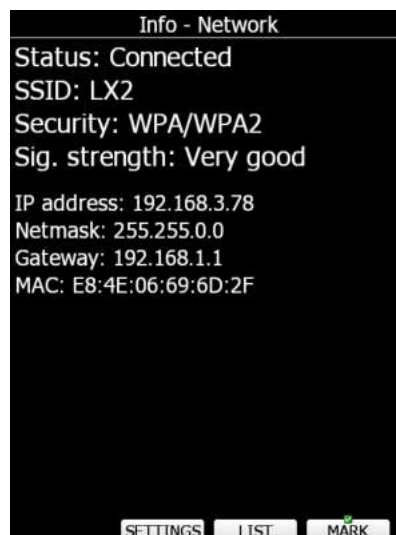 Info - Network
Status: Connected
SSID: LX2
Security: WPA/WPA2
Sig. strength: Very good
IP address: 192.168.3.78
Netmask: 255.255.0.0
Gateway: 192.168.1.1
MAC: E8:4E:06:69:6D:2F
SETTINGS LIST MARK